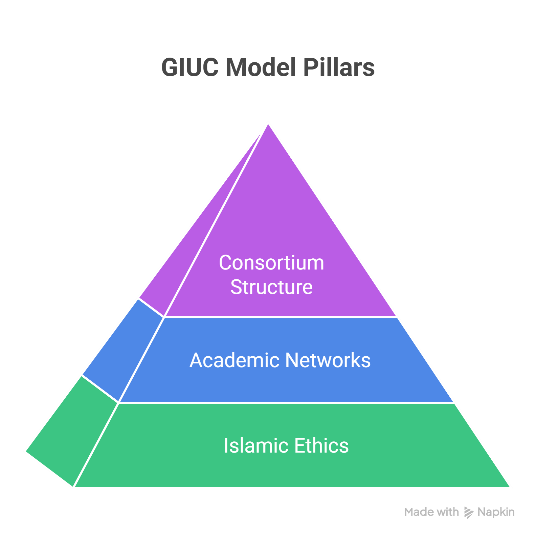 GIUC Model Pillars
Consortium
Structure
Academic Networks
Islamic Ethics
Made with Napkin